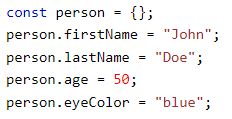 const person = {};
person.firstName = "John";
person.lastName = "Doe";
person.age = 50;
person.eyeColor = "blue";